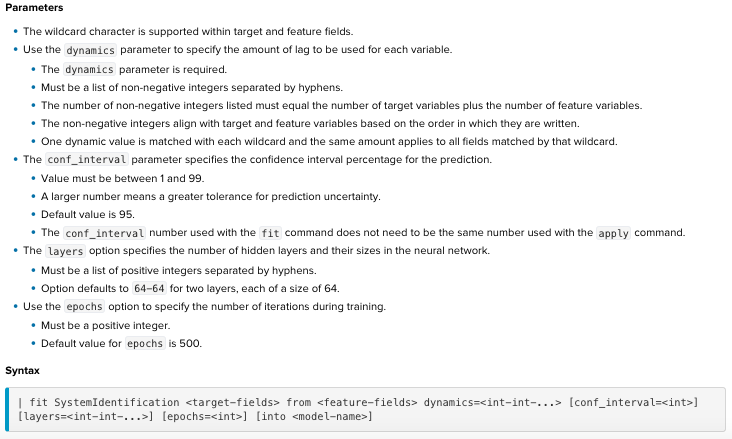 Parameters
• The wildcard character is supported within target and feature fields.
• Use the dynamics parameter to specify the amount of lag to be used for each variable.
• The dynamics parameter is required.
• Must be a list of non-negative integers separated by hyphens.
• The number of non-negative integers listed must equal the number of target variables plus the number of feature variables.
• The non-negative integers align with target and feature variables based on the order in which they are written.
• One dynamic value is matched with each wildcard and the same amount applies to all fields matched by that wildcard.
• The conf_interval parameter specifies the confidence interval percentage for the prediction.
• Value must be between 1 and 99.
• A larger number means a greater tolerance for prediction uncertainty.
• Default value is 95.
• The conf_interval number used with the fit command does not need to be the same number used with the apply command.
• The layers option specifies the number of hidden layers and their sizes in the neural network.
• Must be a list of positive integers separated by hyphens.
• Option defaults to 64-64 for two layers, each of a size of 64.
• Use the epochs option to specify the number of iterations during training.
• Must be a positive integer.
• Default value for epochs is 500.
Syntax
| fit SystemIdentification <target-fields> from <feature-fields> dynamics=<int-int-...> [conf_interval=<int>]
[layers=<int-int-...>] [epochs=<int>] [into <model-name>]